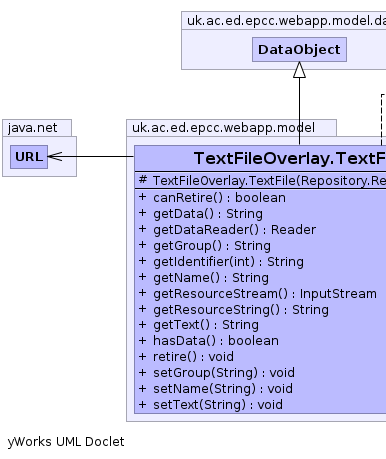 uk.ac.ed.epcc.webapp.model.da
DataObject
java.net
URL
uk.ac.ed.epcc.webapp.model
TextFileOverlay.TextF
# TextFileOverlay.TextFile(Repository.Re
+ canRetire() : boolean
+ getData() : String
+ getDataReader() : Reader
+ getGroup() : String
+ getIdentifier(int) : String
+ getName() : String
+ getResourceStream() : InputStream
+ getResourceString() : String
+ getText() : String
+ hasData() : boolean
+ retire() : void
+ setGroup(String) : void
+ setName(String) : void
+ setText(String) : void
yWorks UML Doclet